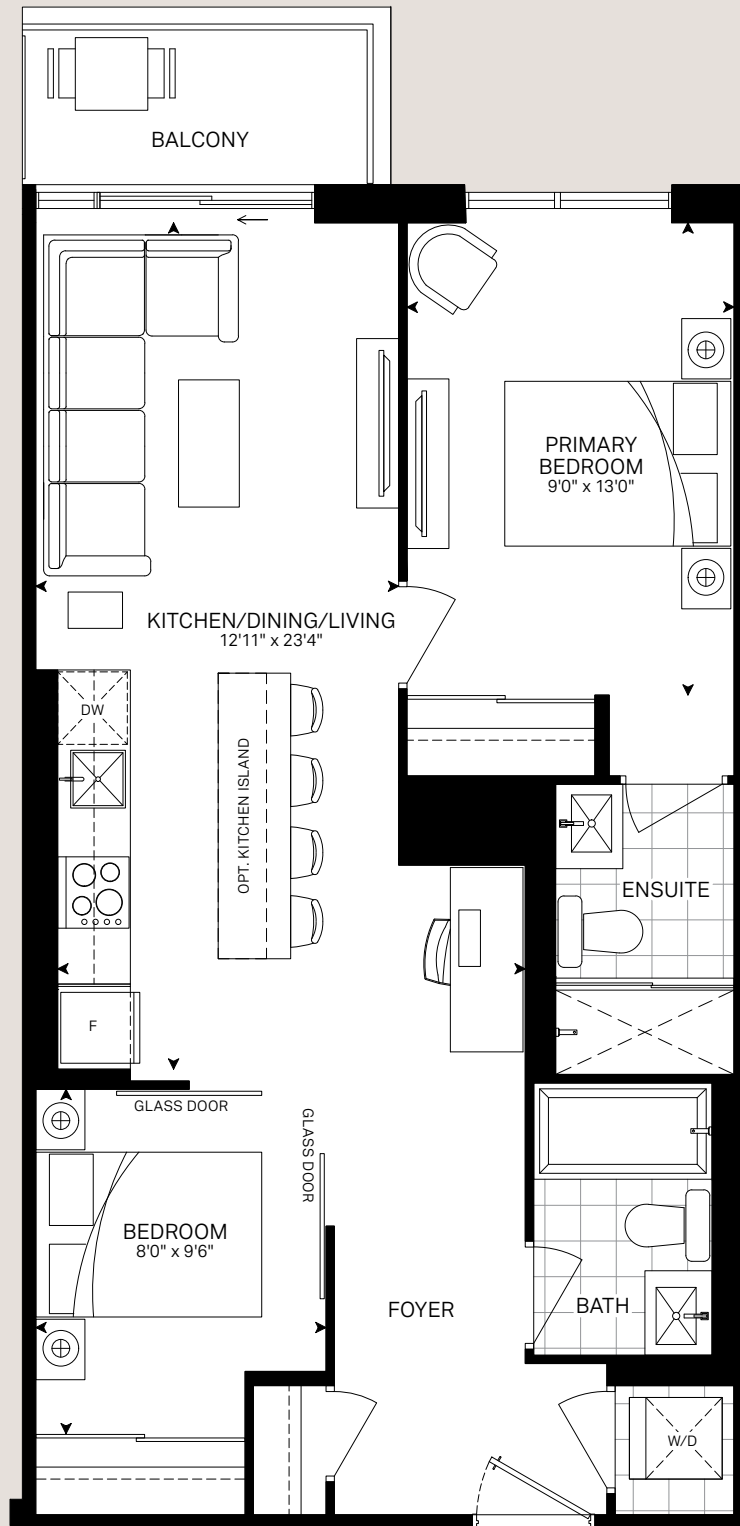 BALCONY
PRIMARY
BEDROOM
9'0" x 13'0"
KITCHEN/DINING/LIVING
12'11" x 23'4"
DW
OPT. KITCHEN ISLAND
ENSUITE
F
GLASS DOOR
GLASS DOOR
BEDROOM
8'0" x 9'6"
FOYER
BATH
W/D